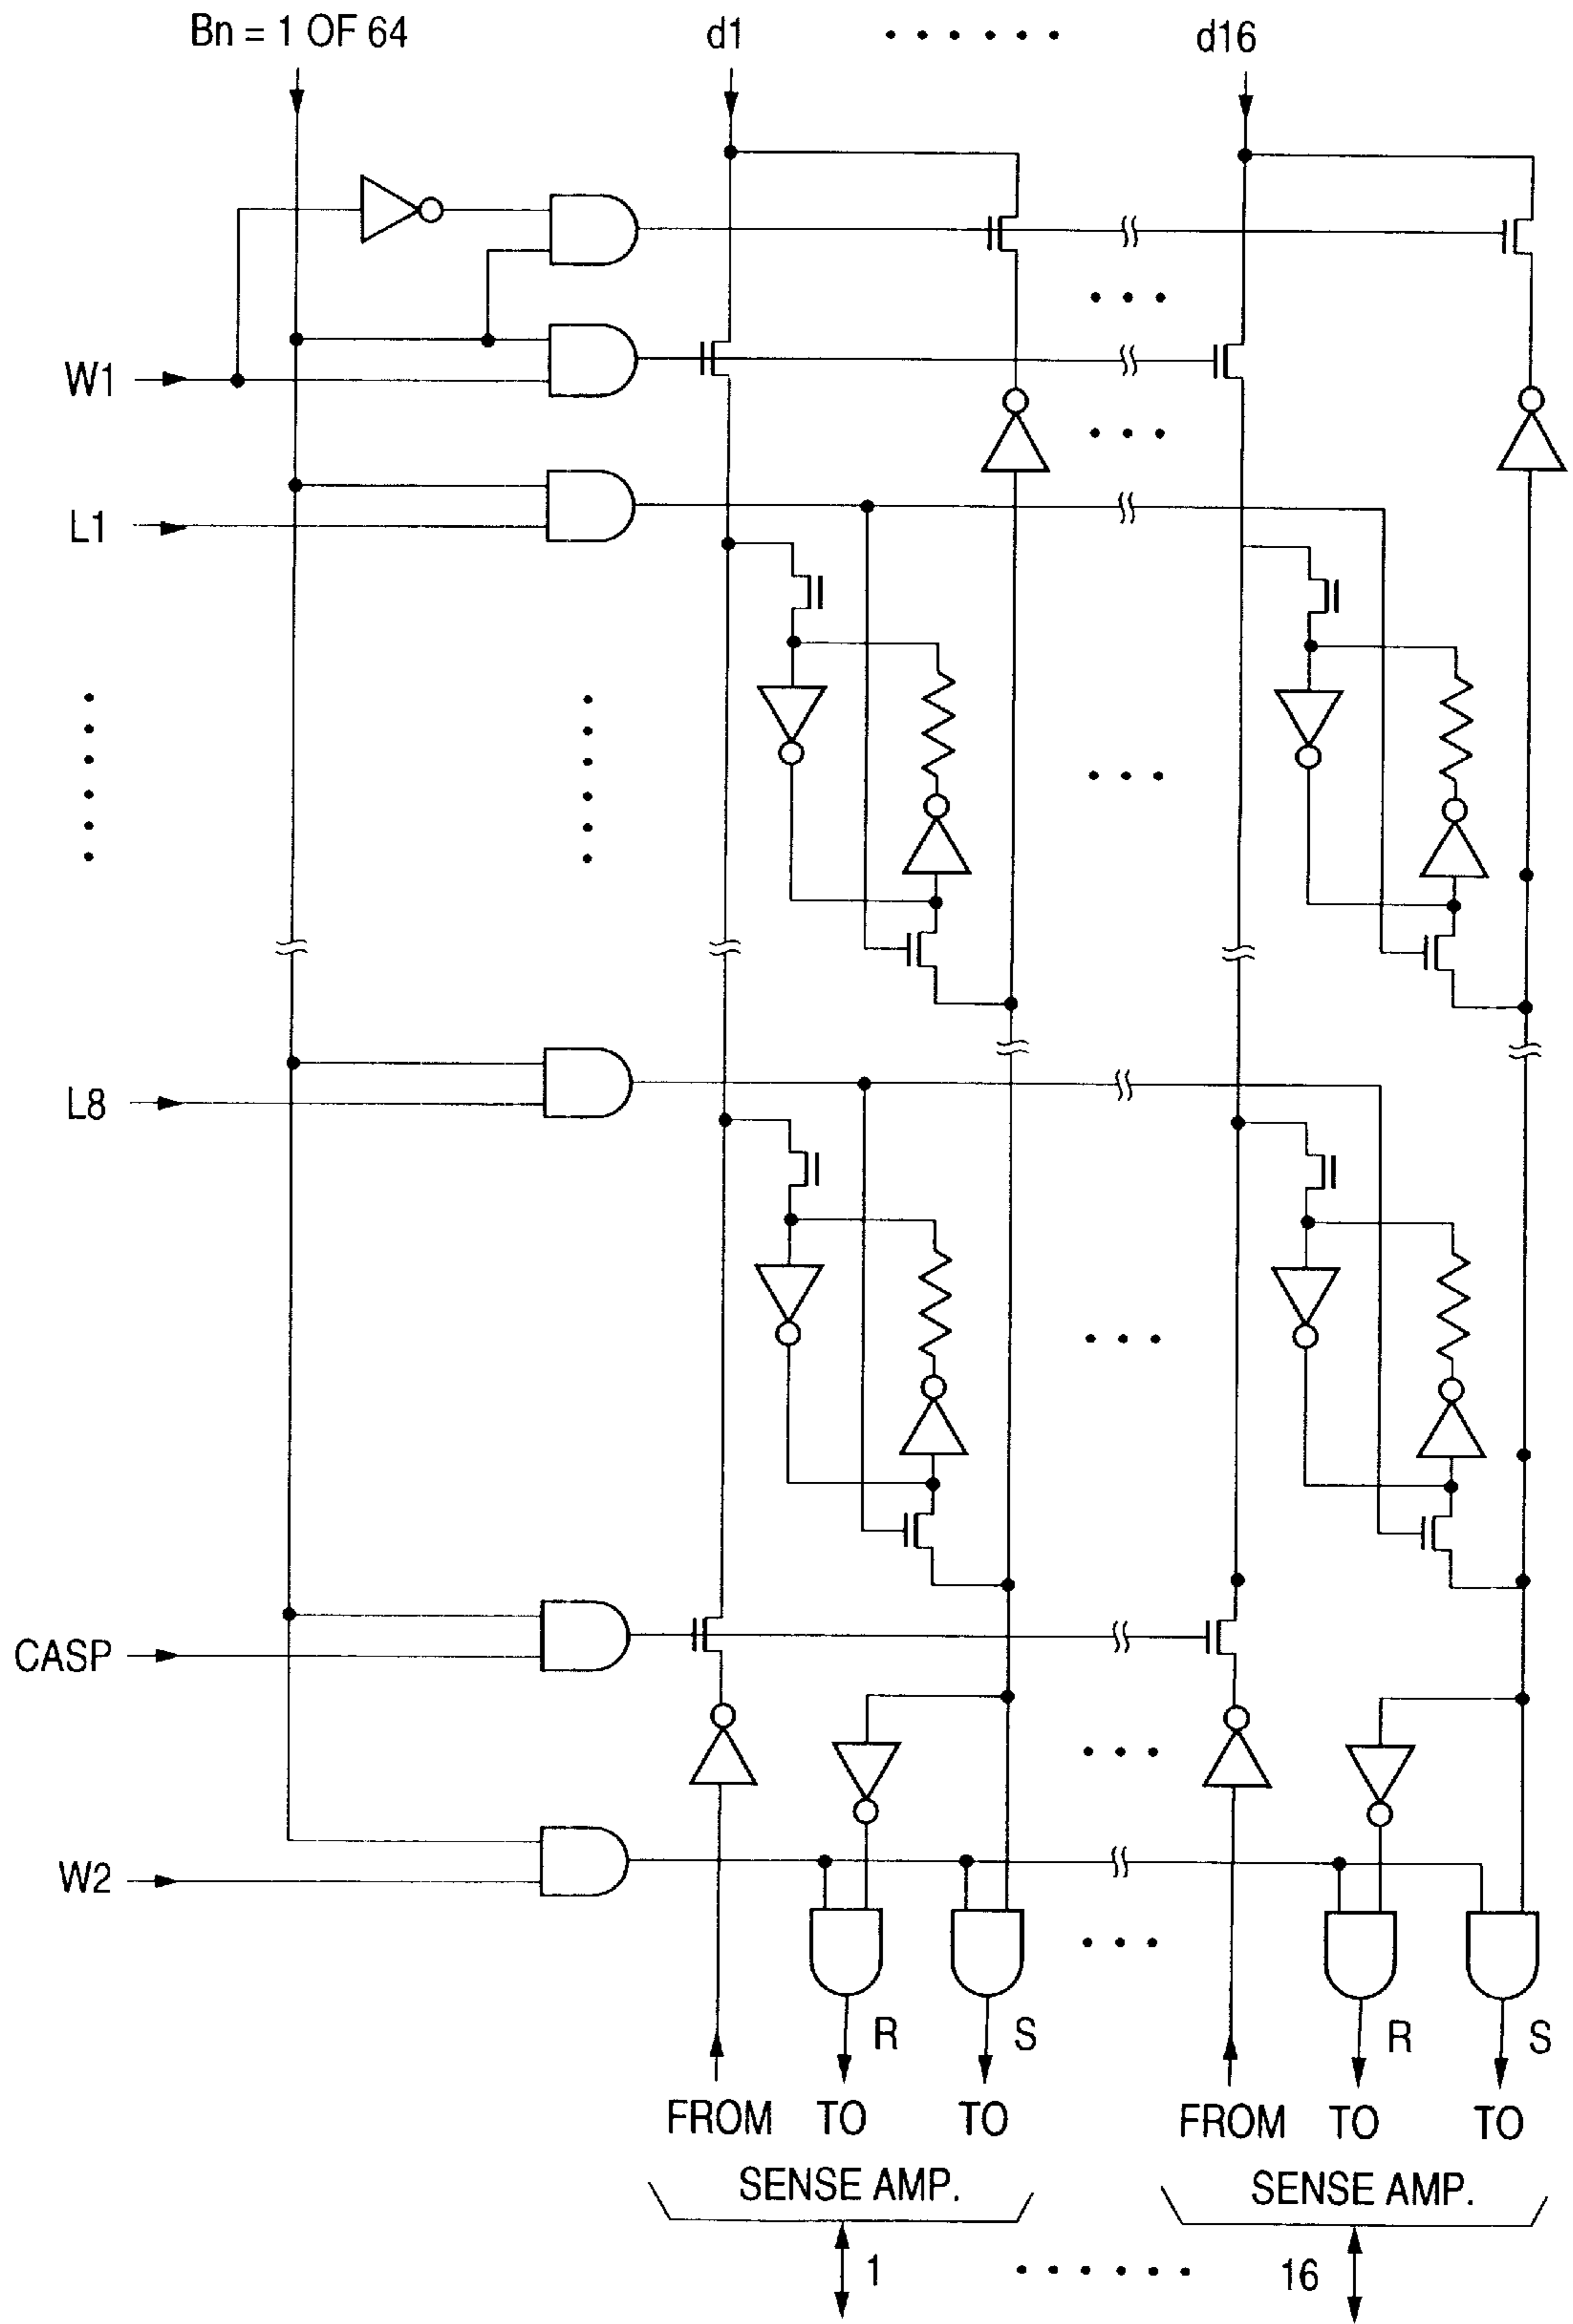 Bn = 1 OF 64
d1
d16
W1
L1
L8
CASP
W2
R
S
R
S
FROM
TO
TO
FROM
TO
TO
SENSE AMP.
SENSE AMP.
1
16